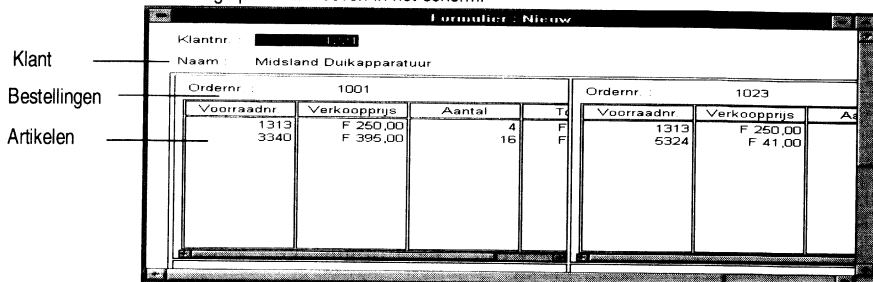 Formulier : Nieuw
Klantnr. :
Klant
Naam : Midsland Duikapparatuur
Bestellingen
Ordernr. : 1001
Voorraadnr. Verkoopprijs Aantal
1313 F 250,00 4 F
3340 F 395,00 16 F
Artikelen
Ordernr. : 1023
Voorraadnr. Verkoopprijs
1313 F 250,00
5324 F 41,00